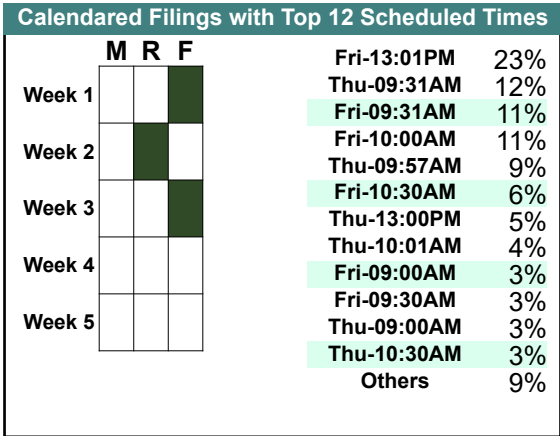 Calendared Filings with Top 12 Scheduled Times
M R F
Week 1
Week 2
Week 3
Week 4
Week 5
Fri-13:01PM 23%
Thu-09:31AM 12%
Fri-09:31AM 11%
Fri-10:00AM 11%
Thu-09:57AM 9%
Fri-10:30AM 6%
Thu-13:00PM 5%
Thu-10:01AM 4%
Fri-09:00AM 3%
Fri-09:30AM 3%
Thu-09:00AM 3%
Thu-10:30AM 3%
Others 9%